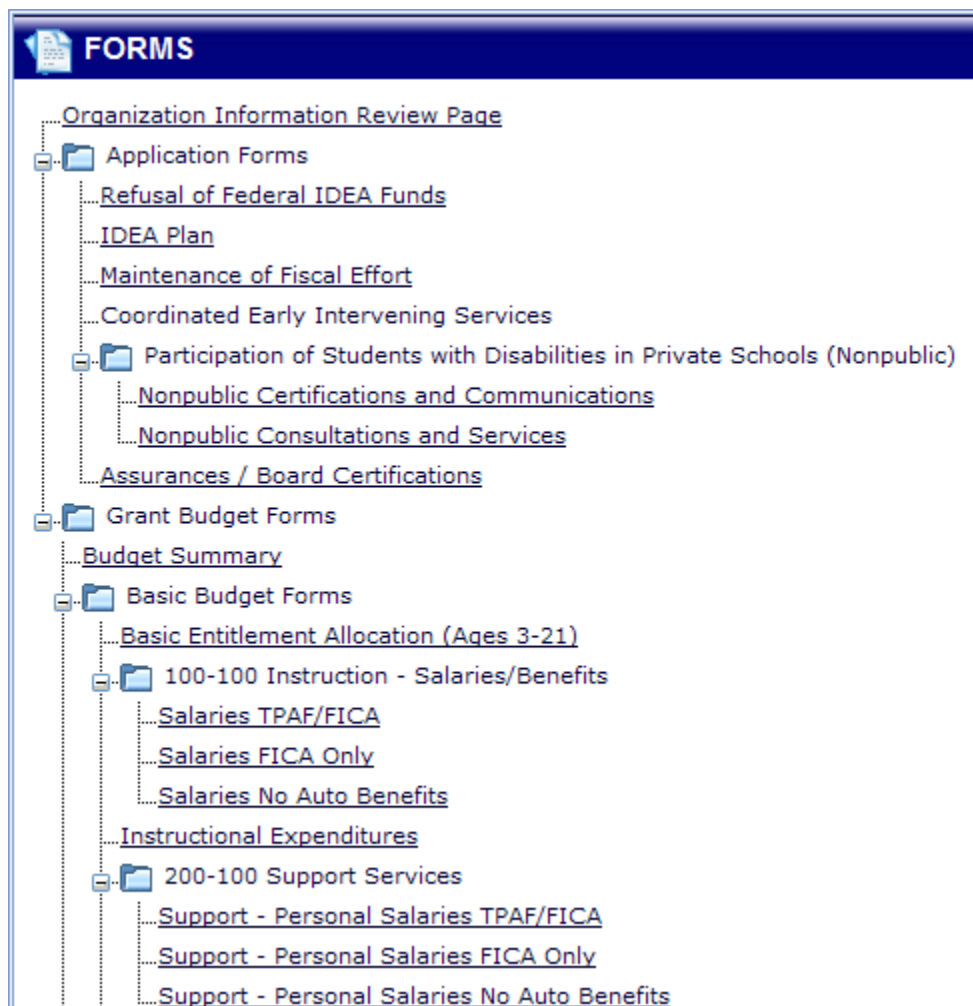 FORMS
Organization Information Review Page
Application Forms
Refusal of Federal IDEA Funds
IDEA Plan
Maintenance of Fiscal Effort
Coordinated Early Intervening Services
Participation of Students with Disabilities in Private Schools (Nonpublic)
Nonpublic Certifications and Communications
Nonpublic Consultations and Services
Assurances / Board Certifications
Grant Budget Forms
Budget Summary
Basic Budget Forms
Basic Entitlement Allocation (Ages 3-21)
100-100 Instruction - Salaries/Benefits
Salaries TPAF/FICA
Salaries FICA Only
Salaries No Auto Benefits
Instructional Expenditures
200-100 Support Services
Support - Personal Salaries TPAF/FICA
Support - Personal Salaries FICA Only
Support - Personal Salaries No Auto Benefits